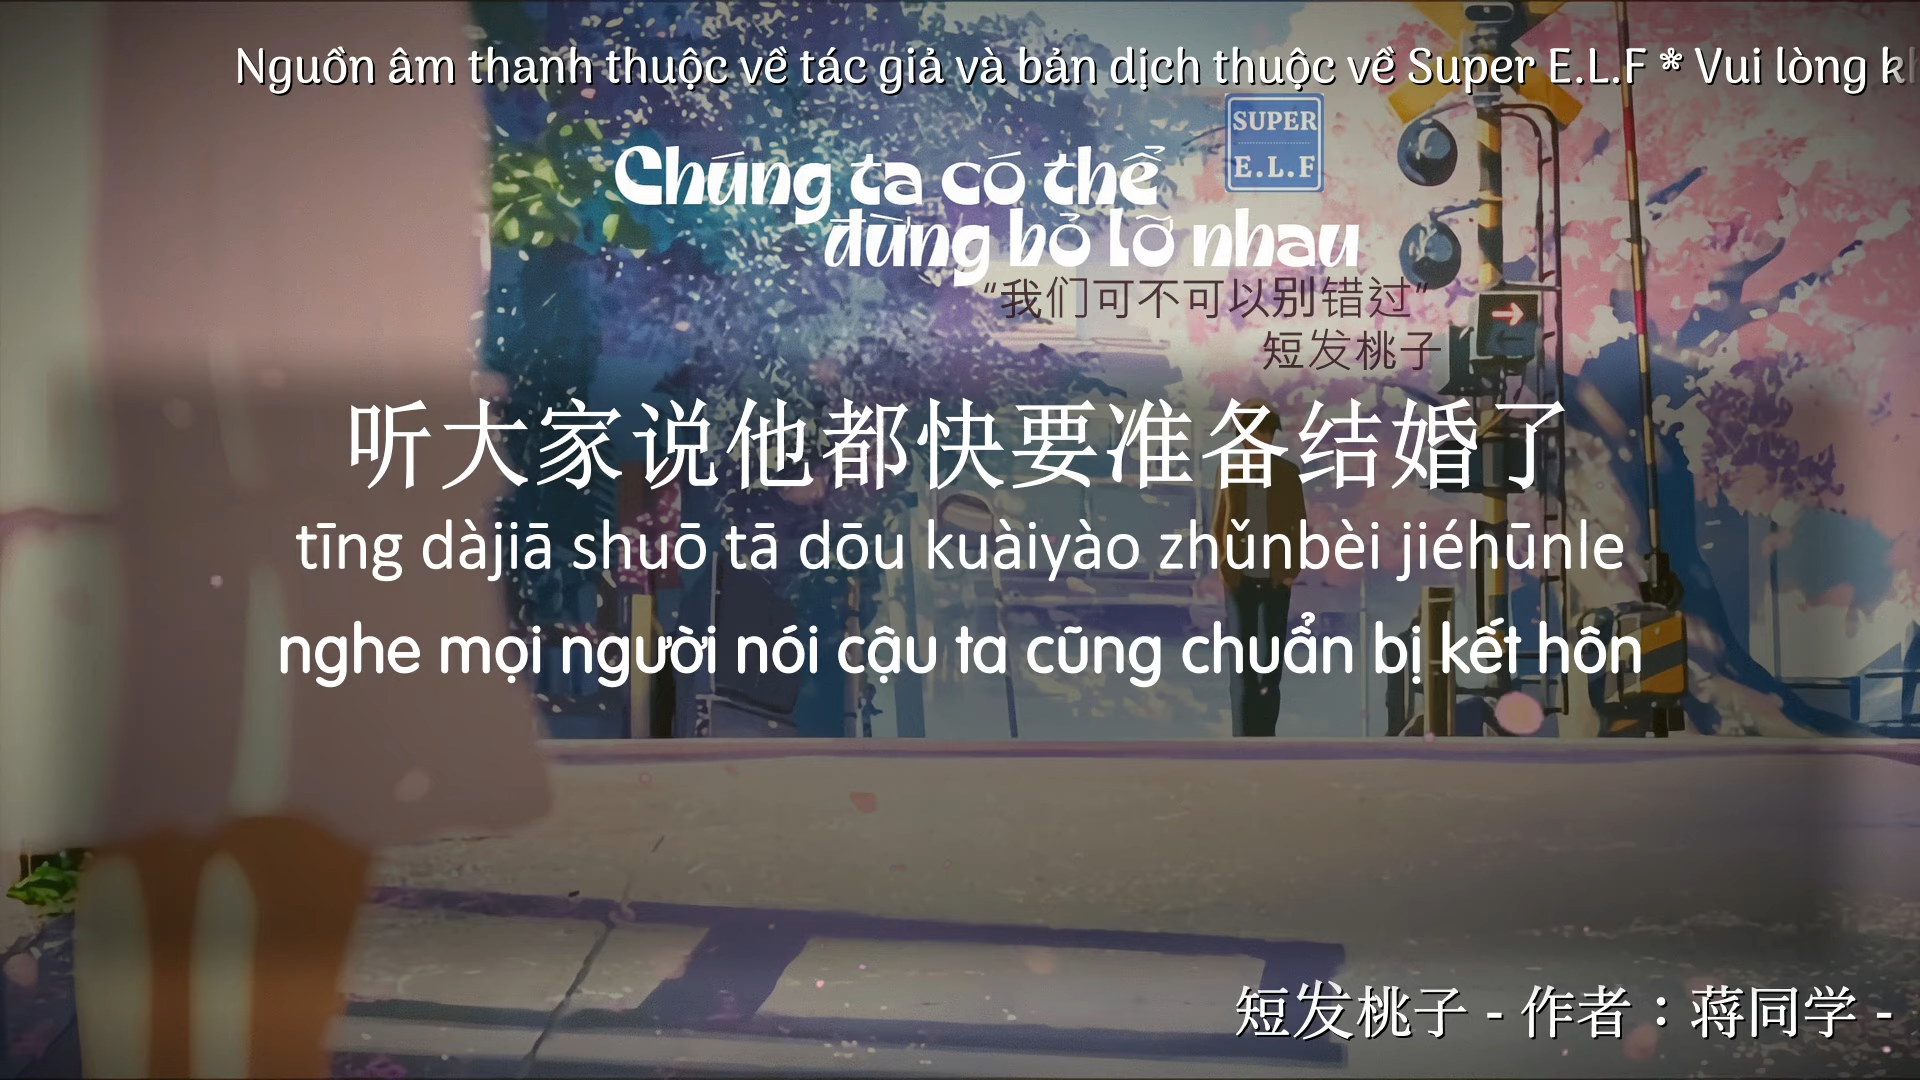 Nguồn âm thanh thuộc về tác giả và bản dịch thuộc về Super E.L.F * Vui lòng
SUPER
E.L.F
Chúng ta có thể
đừng bỏ lỡ nhau
“我们可不可以别错过”
短发桃子
听大家说他都快要准备结婚了
tīng dàjiā shuō tā dōu kuàiyào zhǔnbèi jiéhūnle
nghe mọi người nói cậu ta cũng chuẩn bị kết hôn
短发桃子 - 作者：蒋同学 -